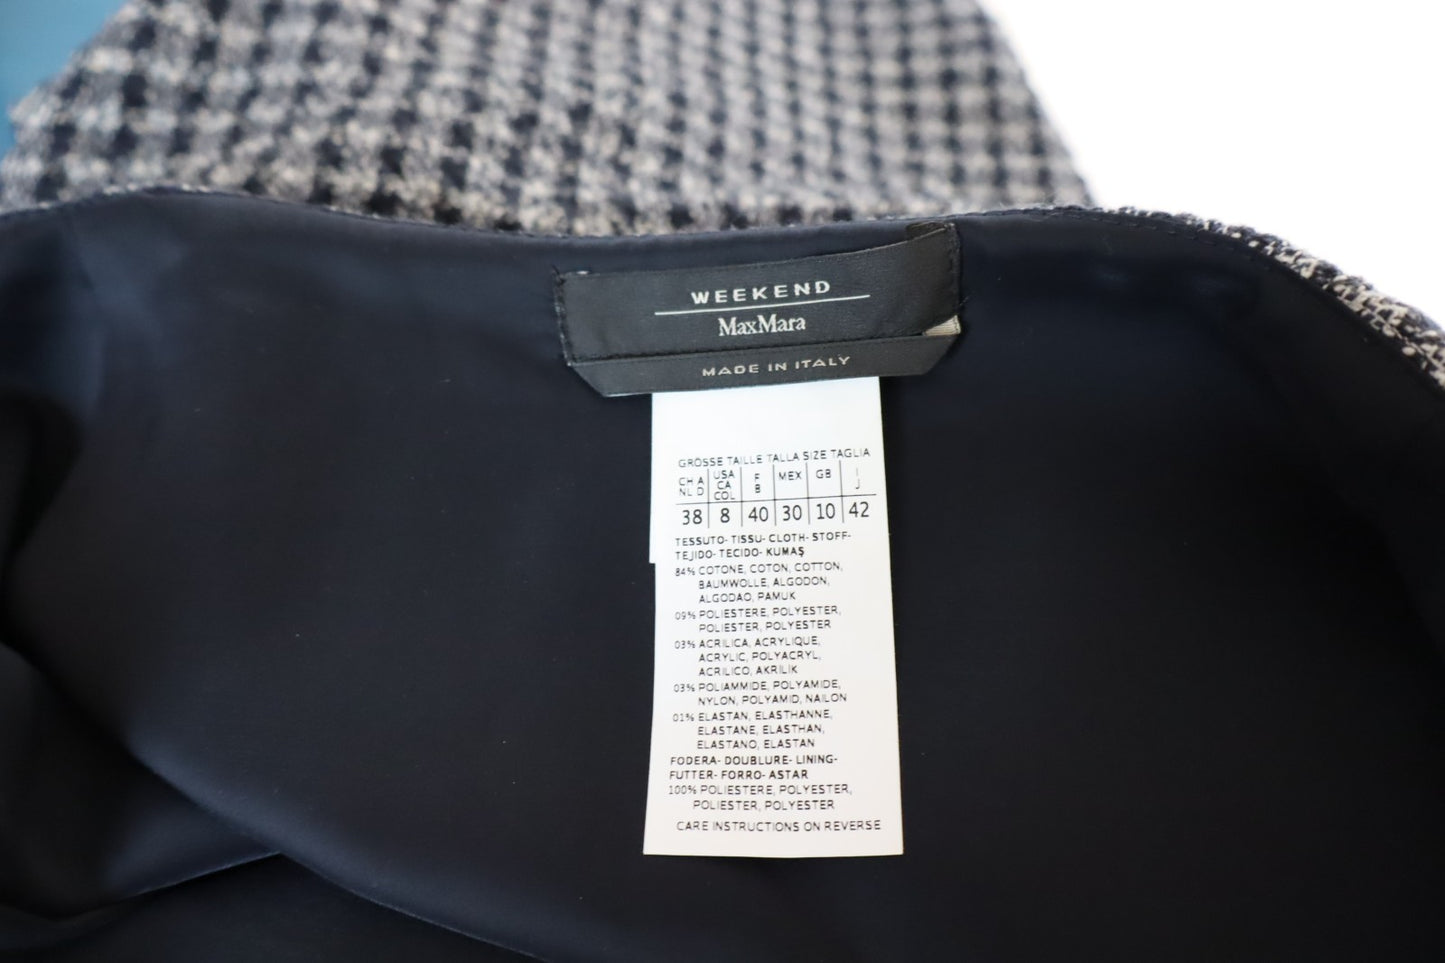 WEEKEND
MaxMara
MADE IN ITALY
GRÖSSE TAILLE TALLA SIZE TAGLIA
CH A NL D USA CA COL F B MEX GB I J
38 8 40 30 10 42
TESSUTO- TISSU- CLOTH- STOFF-
TEJIDO- TECIDO- KUMAŞ
84% COTONE, COTON, COTTON,
BAUMWOLLE, ALGODON,
ALGODAO, PAMUK
09% POLIESTERE, POLYESTER,
POLIESTER, POLYESTER
03% ACRILICA, ACRYLIQUE,
ACRYLIC, POLYACRYL,
ACRILICO, AKRILIK
03% POLIAMMIDE, POLYAMIDE,
NYLON, POLYAMID, NAILON
01% ELASTAN, ELASTHANNE,
ELASTANE, ELASTHAN,
ELASTANO, ELASTAN
FODERA- DOUBLURE- LINING-
FUTTER- FORRO- ASTAR
100% POLIESTERE, POLYESTER,
POLIESTER, POLYESTER
CARE INSTRUCTIONS ON REVERSE